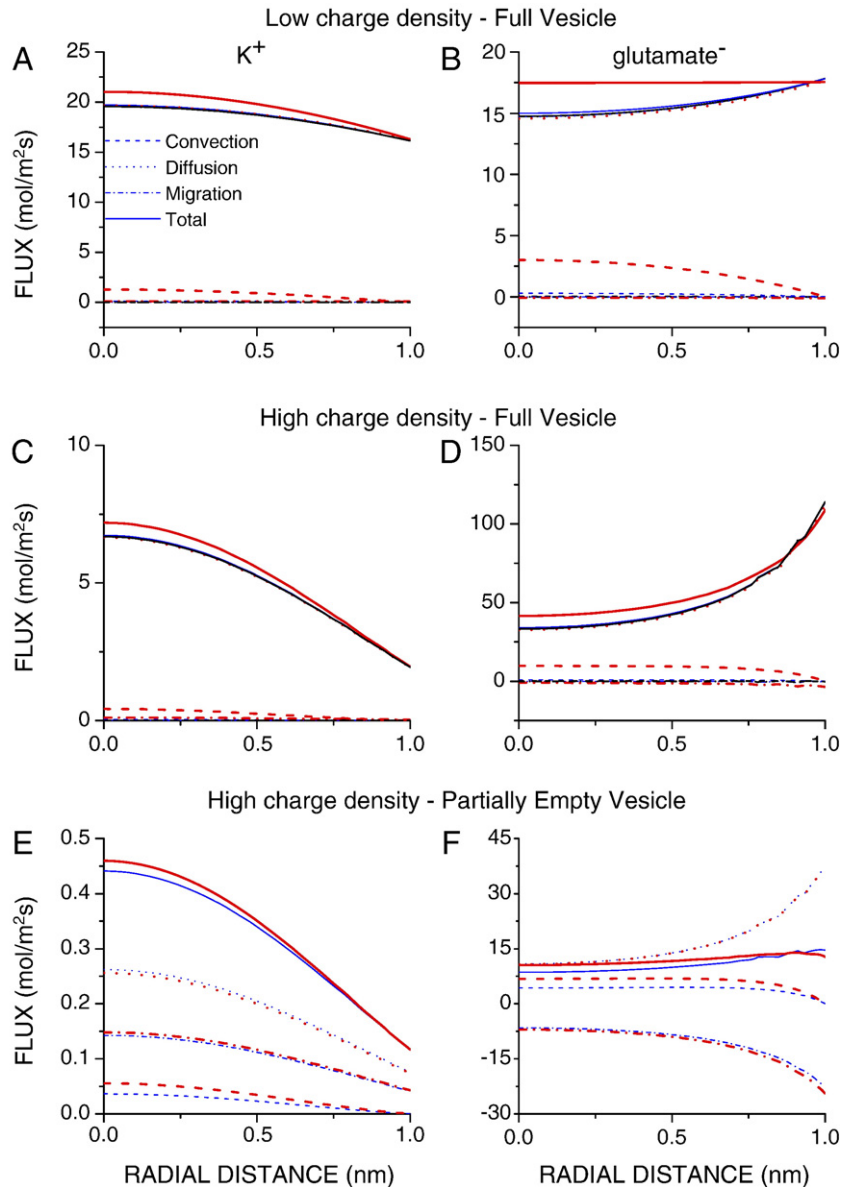 Low charge density - Full Vesicle
A K⁺ B glutamate⁻
FLUX (mol/m²s)
25
20
15
10
5
0
Convection
Diffusion
Migration
Total
0.0 0.5 1.0
20
15
10
5
0
0.0 0.5 1.0
High charge density - Full Vesicle
C D
FLUX (mol/m²s)
10
5
0
0.0 0.5 1.0
150
100
50
0
0.0 0.5 1.0
High charge density - Partially Empty Vesicle
E F
FLUX (mol/m²s)
0.5
0.4
0.3
0.2
0.1
0.0
0.0 0.5 1.0
RADIAL DISTANCE (nm)
45
30
15
0
-15
-30
0.0 0.5 1.0
RADIAL DISTANCE (nm)